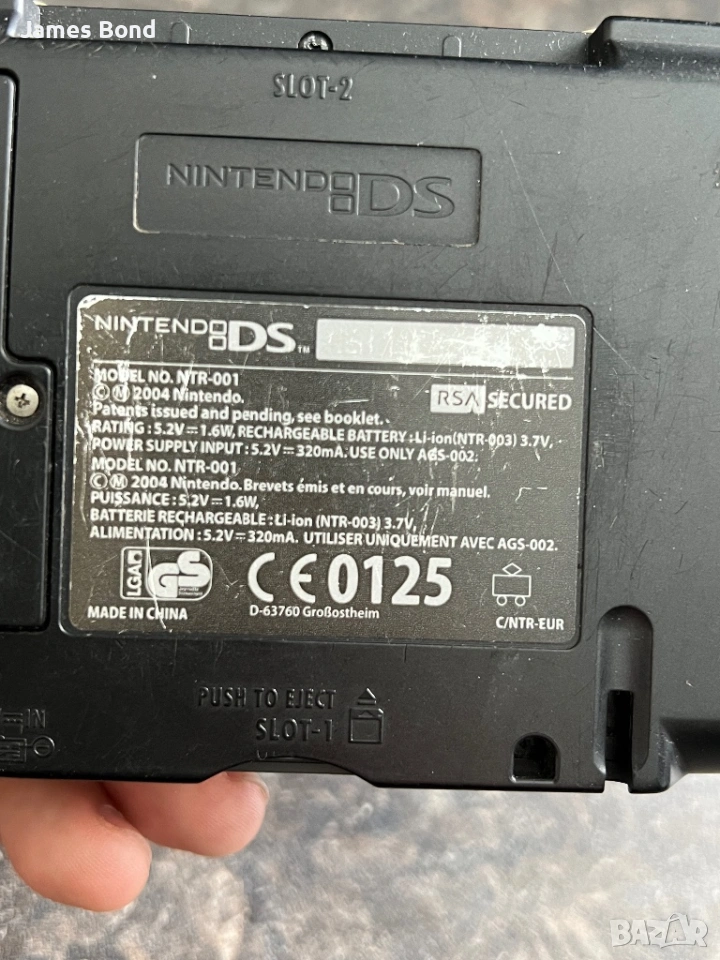 James Bond
SLOT-2
NINTENDO DS
NINTENDO DS™
MODEL NO. NTR-001
©Ⓜ 2004 Nintendo.
Patents issued and pending, see booklet.
RSA SECURED
RATING : 5.2V⎓1.6W, RECHARGEABLE BATTERY : Li-ion(NTR-003) 3.7V,
POWER SUPPLY INPUT : 5.2V⎓320mA. USE ONLY AGS-002.
MODEL NO. NTR-001
©Ⓜ 2004 Nintendo. Brevets émis et en cours, voir manuel.
PUISSANCE : 5.2V⎓1.6W,
BATTERIE RECHARGEABLE : Li-ion (NTR-003) 3.7V,
ALIMENTATION : 5.2V⎓320mA. UTILISER UNIQUEMENT AVEC AGS-002.
LGA GS CE0125
MADE IN CHINA
D-63760 Großostheim
C/NTR-EUR
PUSH TO EJECT
SLOT-1
IN
BAZAR